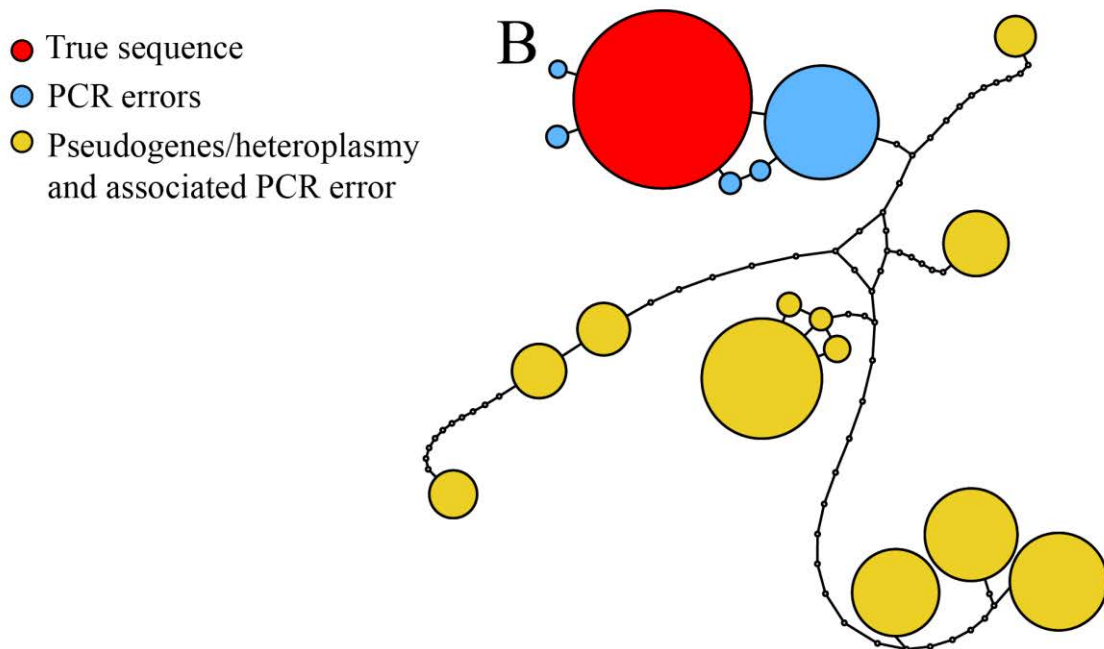 B
True sequence
PCR errors
Pseudogenes/heteroplasmy
and associated PCR error